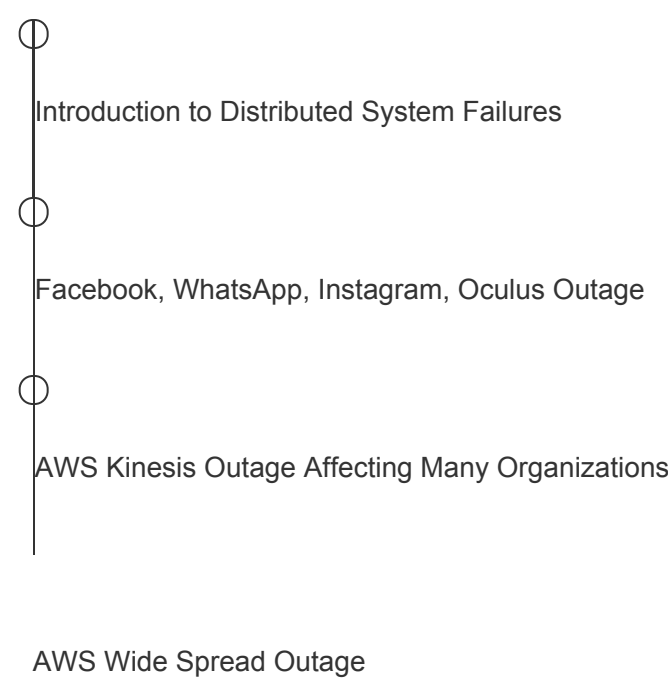 Introduction to Distributed System Failures
Facebook, WhatsApp, Instagram, Oculus Outage
AWS Kinesis Outage Affecting Many Organizations
AWS Wide Spread Outage